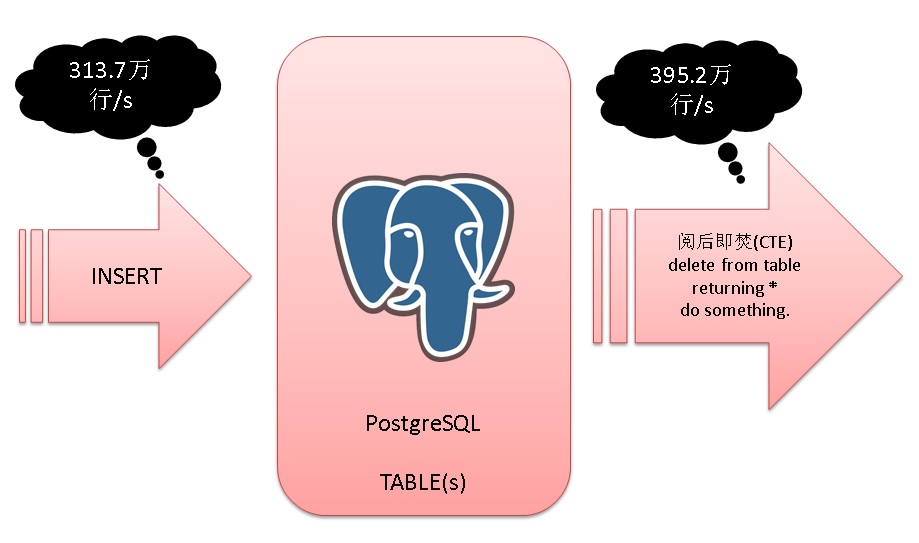 313.7万
行/s
INSERT
PostgreSQL
TABLE(s)
395.2万
行/s
阅后即焚(CTE)
delete from table
returning *
do something.